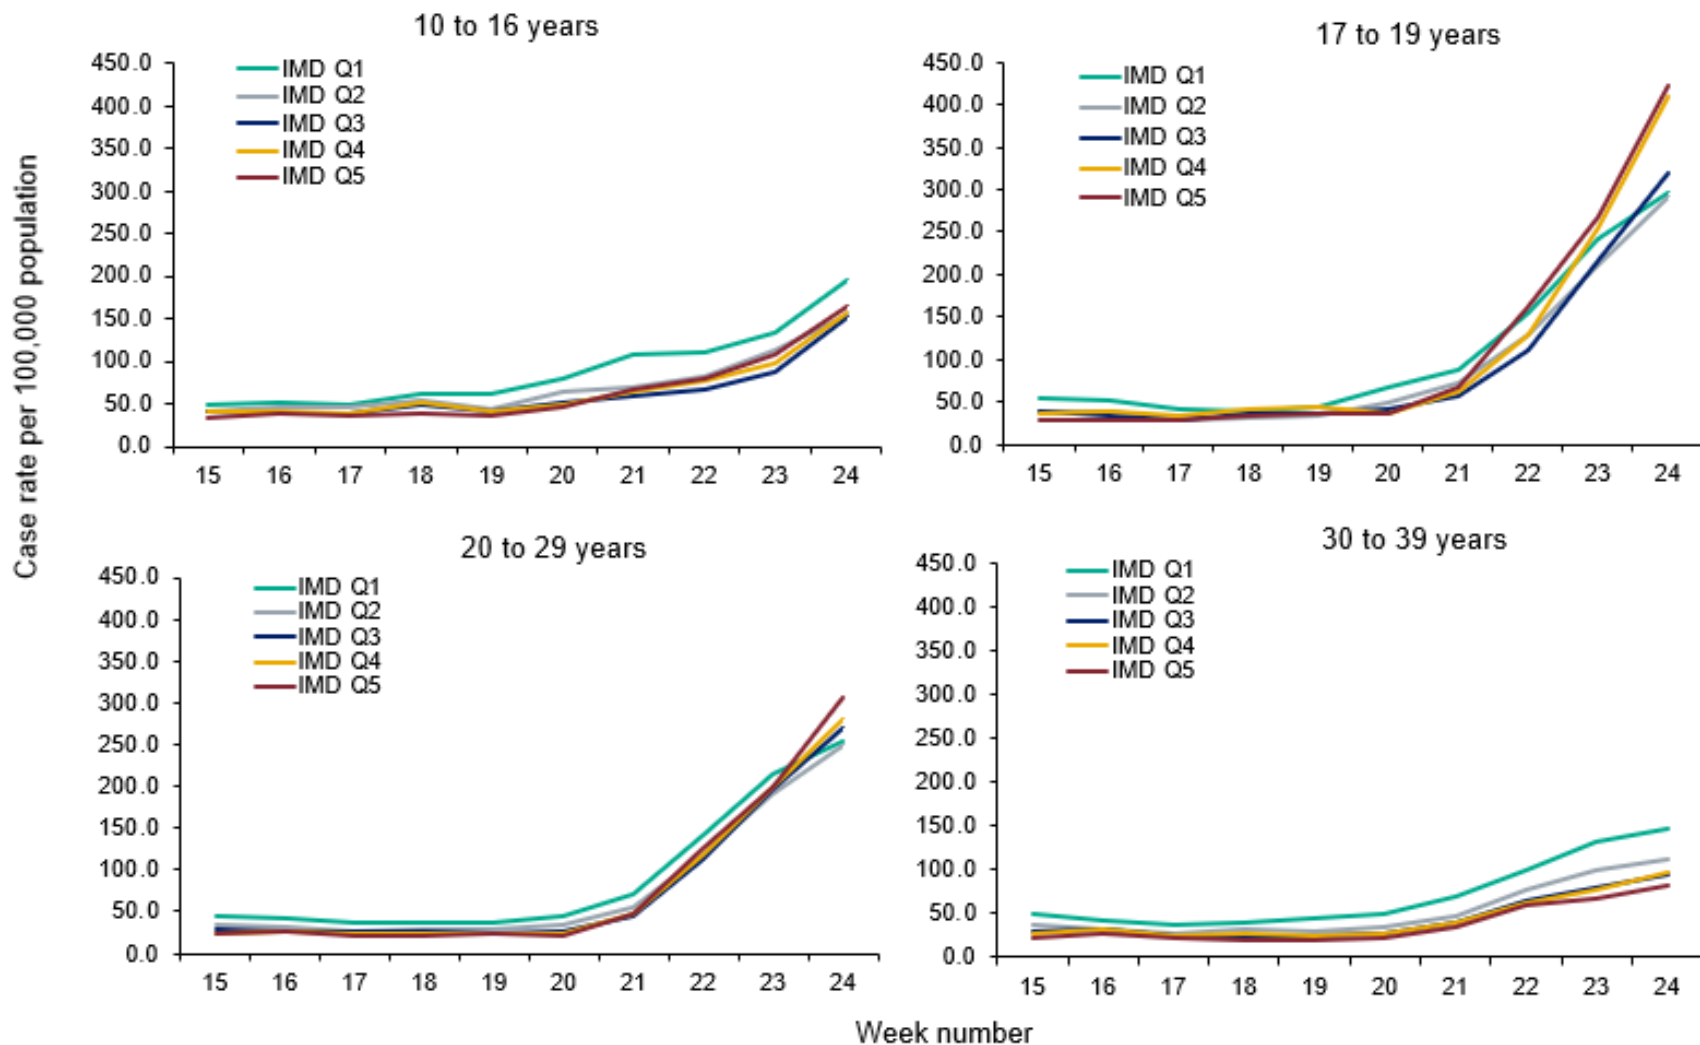 Case rate per 100,000 population
10 to 16 years
IMD Q1
IMD Q2
IMD Q3
IMD Q4
IMD Q5
450.0
400.0
350.0
300.0
250.0
200.0
150.0
100.0
50.0
0.0
15 16 17 18 19 20 21 22 23 24
17 to 19 years
IMD Q1
IMD Q2
IMD Q3
IMD Q4
IMD Q5
450.0
400.0
350.0
300.0
250.0
200.0
150.0
100.0
50.0
0.0
15 16 17 18 19 20 21 22 23 24
20 to 29 years
IMD Q1
IMD Q2
IMD Q3
IMD Q4
IMD Q5
450.0
400.0
350.0
300.0
250.0
200.0
150.0
100.0
50.0
0.0
15 16 17 18 19 20 21 22 23 24
30 to 39 years
IMD Q1
IMD Q2
IMD Q3
IMD Q4
IMD Q5
450.0
400.0
350.0
300.0
250.0
200.0
150.0
100.0
50.0
0.0
15 16 17 18 19 20 21 22 23 24
Week number